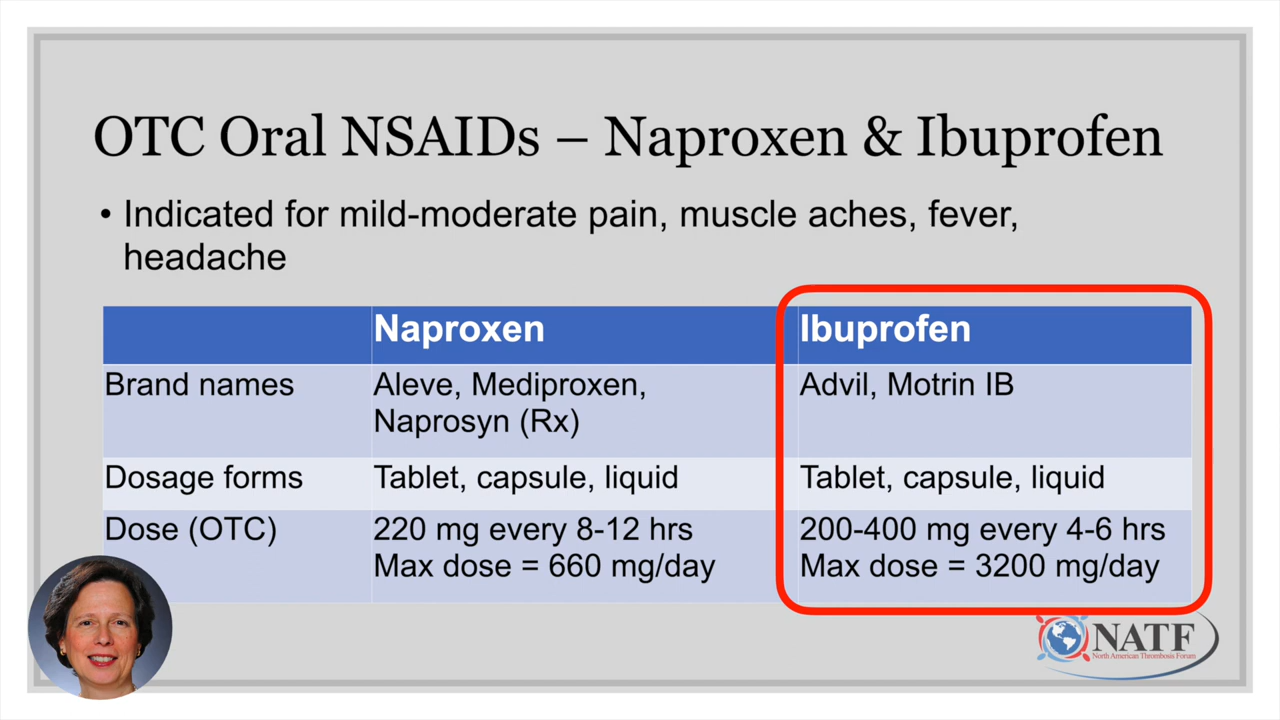 OTC Oral NSAIDs – Naproxen & Ibuprofen
• Indicated for mild-moderate pain, muscle aches, fever,
headache
Naproxen
Ibuprofen
Brand names
Aleve, Mediproxen,
Naprosyn (Rx)
Advil, Motrin IB
Dosage forms
Tablet, capsule, liquid
Tablet, capsule, liquid
Dose (OTC)
220 mg every 8-12 hrs
Max dose = 660 mg/day
200-400 mg every 4-6 hrs
Max dose = 3200 mg/day
NATF
North American Thrombosis Forum